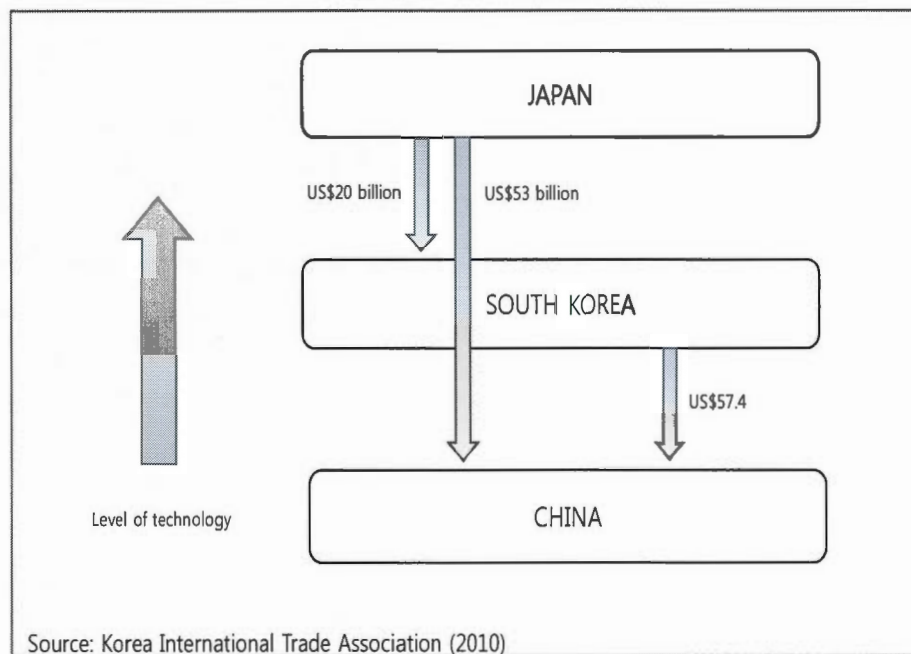 JAPAN
US$20 billion
US$53 billion
SOUTH KOREA
US$57.4
Level of technology
CHINA
Source: Korea International Trade Association (2010)